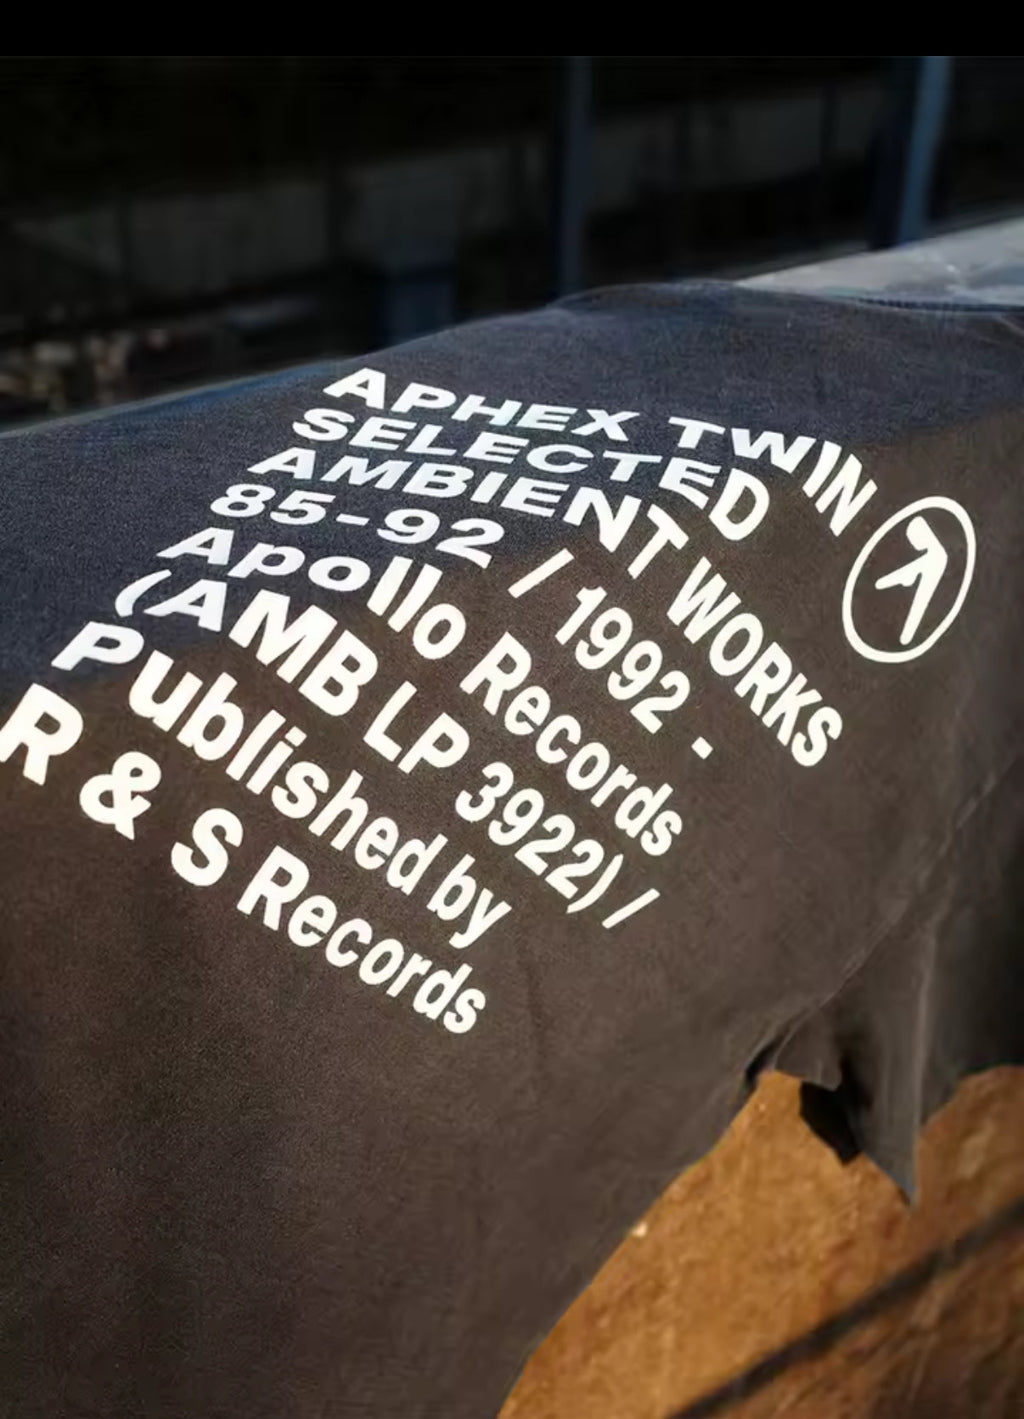 APHEX TWIN
SELECTED
AMBIENT WORKS
85-92 / 1992 -
Apollo Records
(AMB LP 3922) /
Published by
R & S Records